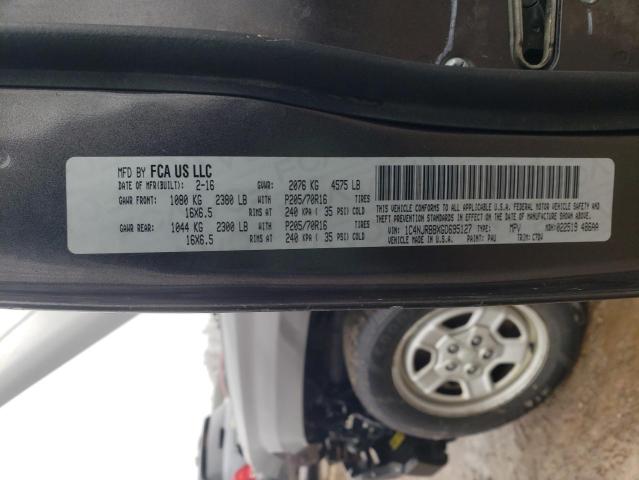 MFD BY FCA US LLC
DATE OF MFR(BUILT): 2-16 GVWR: 2076 KG 4575 LB
GAWR FRONT: 1080 KG 2380 LB WITH P205/70R16 TIRES
16X6.5 RIMS AT 240 KPA ( 35 PSI) COLD
GAWR REAR: 1044 KG 2300 LB WITH P205/70R16 TIRES
16X6.5 RIMS AT 240 KPA ( 35 PSI) COLD
THIS VEHICLE CONFORMS TO ALL APPLICABLE U.S.A. FEDERAL MOTOR VEHICLE SAFETY
AND THEFT PREVENTION STANDARDS IN EFFECT ON THE DATE OF MANUFACTURE SHOWN ABOVE.
VIN: 1C4NJRBBXGD695127 TYPE: MPV MDH: 022519 486AA
VEHICLE MADE IN U.S.A. PAINT: PAU TRIM: C7DV